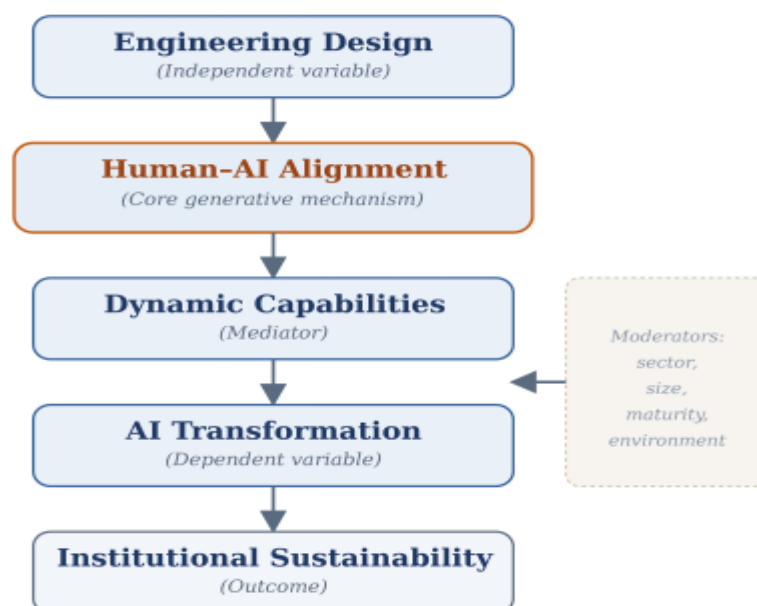 Engineering Design
(Independent variable)
Human–AI Alignment
(Core generative mechanism)
Dynamic Capabilities
(Mediator)
Moderators:
sector,
size,
maturity,
environment
AI Transformation
(Dependent variable)
Institutional Sustainability
(Outcome)